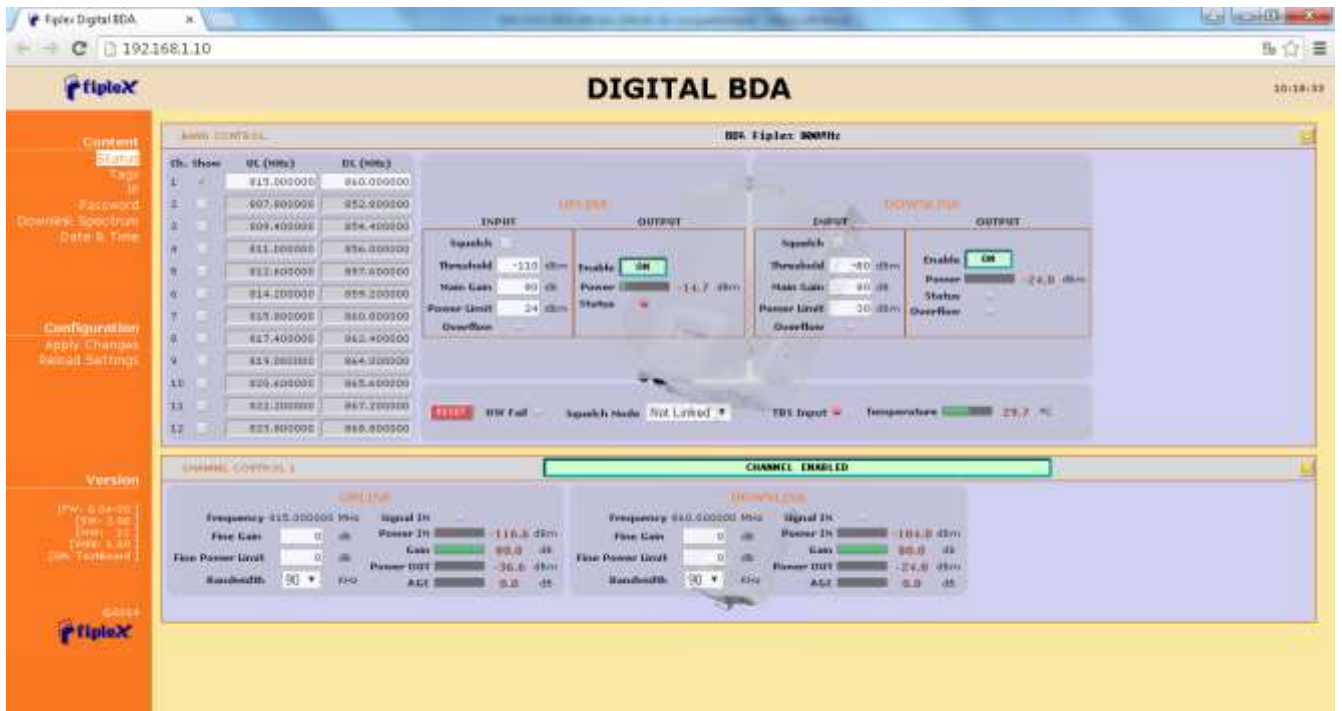 Fiplex Digital BDA
192.168.1.10
fipleX
DIGITAL BDA
Content
Status
Tags
IP
Password
Downlink Spectrum
Date & Time
Configuration
Apply Changes
Reload Settings
Version
fipleX
BAND CONTROL
BDA Fiplex 800MHz
Ch. Show UL (MHz) DL (MHz)
1 815.000000 860.000000
2 807.800000 852.800000
3 809.400000 854.400000
4 811.000000 856.000000
5 812.600000 857.600000
6 814.200000 859.200000
7 815.800000 860.800000
8 817.400000 862.400000
9
10 820.600000 865.600000
11 822.200000 867.200000
12 823.800000 868.800000
UPLINK
INPUT OUTPUT
Squelch
Threshold -110 dBm
Main Gain 80 dB
Power Limit 24 dBm
Overflow
Enable ON
Power -14.7 dBm
Status
DOWNLINK
INPUT OUTPUT
Squelch
Threshold -80 dBm
Main Gain 80 dB
Power Limit 30 dBm
Overflow
Enable ON
Power -24.0 dBm
Status
Overflow
RESET HW Fail Squelch Mode Not Linked Input Temperature 29.7 ºC
CHANNEL CONTROL 1
CHANNEL ENABLED
UPLINK
Frequency 815.000000 MHz Signal IN
Fine Gain 0 dB Power IN -116.6 dBm
Fine Power Limit 0 dB Gain 80.0 dB
Power OUT -36.6 dBm
Bandwidth 90 KHz AGC 0.0 dB
DOWNLINK
Frequency 860.000000 MHz Signal IN
Fine Gain 0 dB Power IN -104.0 dBm
Fine Power Limit 0 dB Gain 80.0 dB
Power OUT -24.0 dBm
Bandwidth 90 KHz AGC 0.0 dB